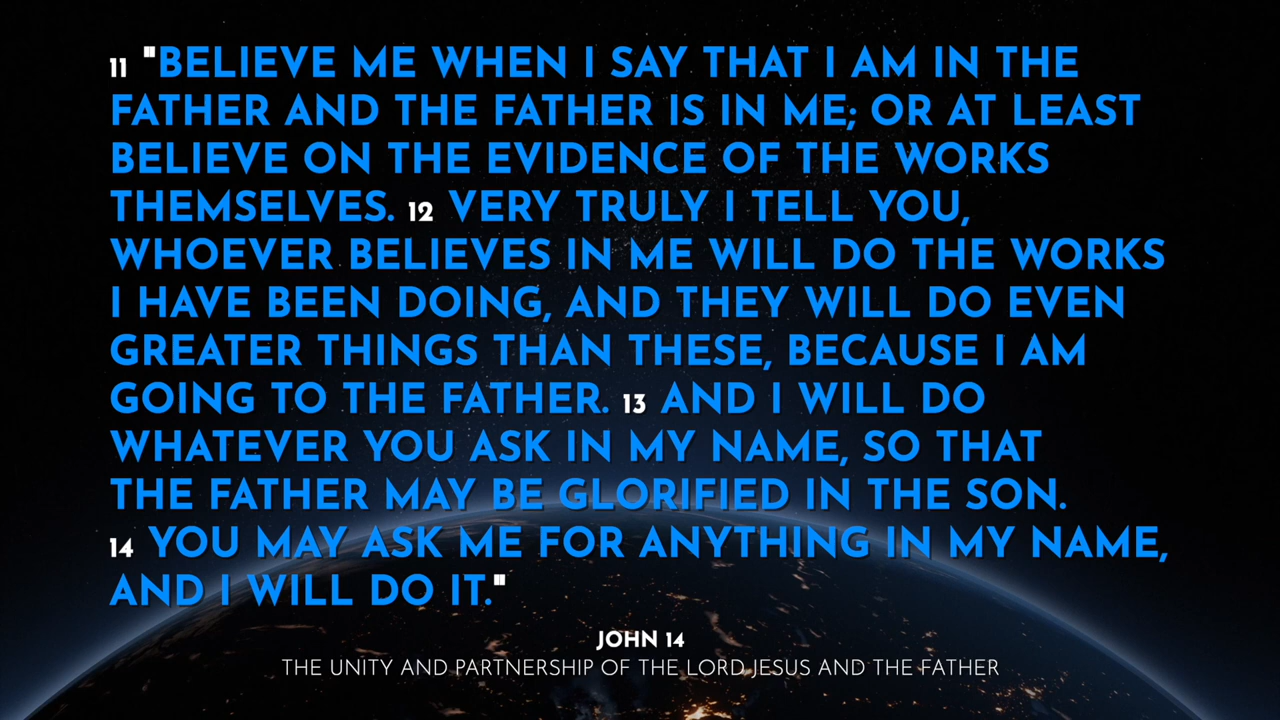 11 "BELIEVE ME WHEN I SAY THAT I AM IN THE
FATHER AND THE FATHER IS IN ME; OR AT LEAST
BELIEVE ON THE EVIDENCE OF THE WORKS
THEMSELVES. 12 VERY TRULY I TELL YOU,
WHOEVER BELIEVES IN ME WILL DO THE WORKS
I HAVE BEEN DOING, AND THEY WILL DO EVEN
GREATER THINGS THAN THESE, BECAUSE I AM
GOING TO THE FATHER. 13 AND I WILL DO
WHATEVER YOU ASK IN MY NAME, SO THAT
THE FATHER MAY BE GLORIFIED IN THE SON.
14 YOU MAY ASK ME FOR ANYTHING IN MY NAME,
AND I WILL DO IT."
JOHN 14
THE UNITY AND PARTNERSHIP OF THE LORD JESUS AND THE FATHER